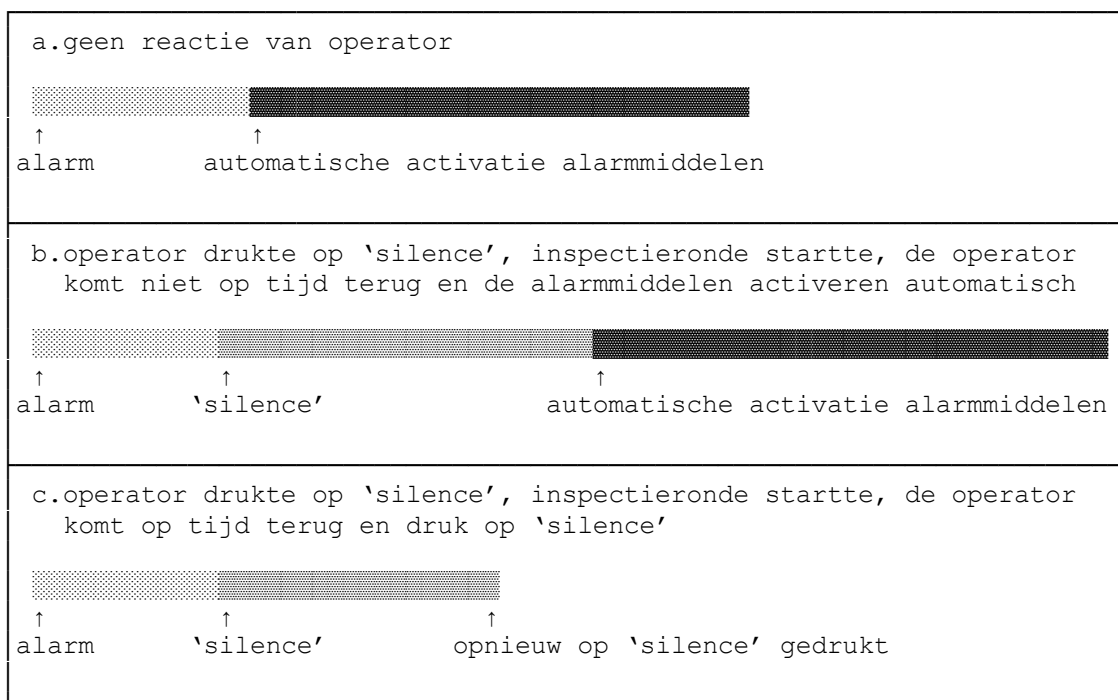 a.geen reactie van operator
↑ ↑
alarm automatische activatie alarmmiddelen
b.operator drukte op ‘silence’, inspectieronde startte, de operator
komt niet op tijd terug en de alarmmiddelen activeren automatisch
↑ ↑ ↑
alarm ‘silence’ automatische activatie alarmmiddelen
c.operator drukte op ‘silence’, inspectieronde startte, de operator
komt op tijd terug en druk op ‘silence’
↑ ↑ ↑
alarm ‘silence’ opnieuw op ‘silence’ gedrukt